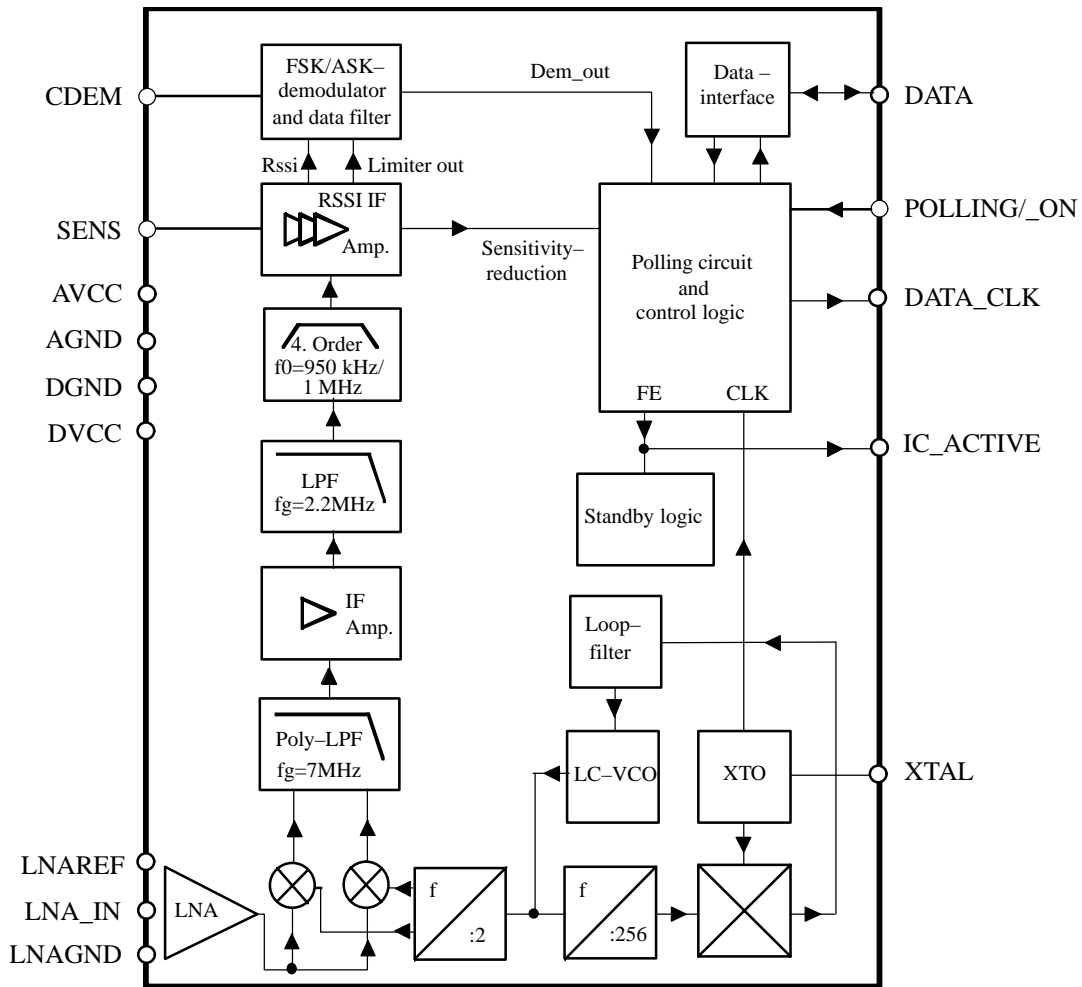 CDEM
SENS
AVCC
AGND
DGND
DVCC
LNAREF
LNA_IN
LNAGND
FSK/ASK–
demodulator
and data filter
Dem_out
Data –
interface
DATA
Rssi
Limiter out
RSSI IF
Amp.
Sensitivity–
reduction
Polling circuit
and
control logic
FE
CLK
POLLING/_ON
DATA_CLK
4. Order
f0=950 kHz/
1 MHz
LPF
fg=2.2MHz
Standby logic
IC_ACTIVE
IF
Amp.
Loop–
filter
Poly–LPF
fg=7MHz
LC–VCO
XTO
XTAL
LNA
f
:2
f
:256